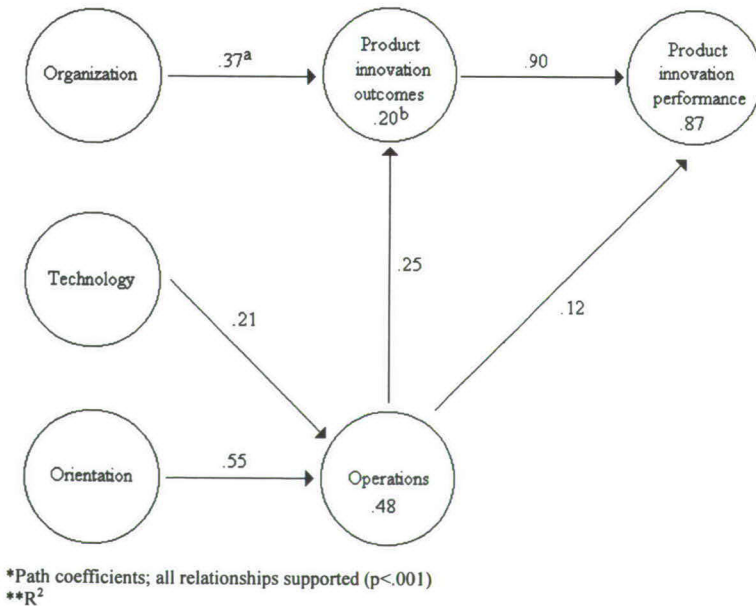 Organization
.37a
Product
innovation
outcomes
.20b
.90
Product
innovation
performance
.87
Technology
.21
.25
.12
Orientation
.55
Operations
.48
*Path coefficients; all relationships supported (p<.001)
**R2